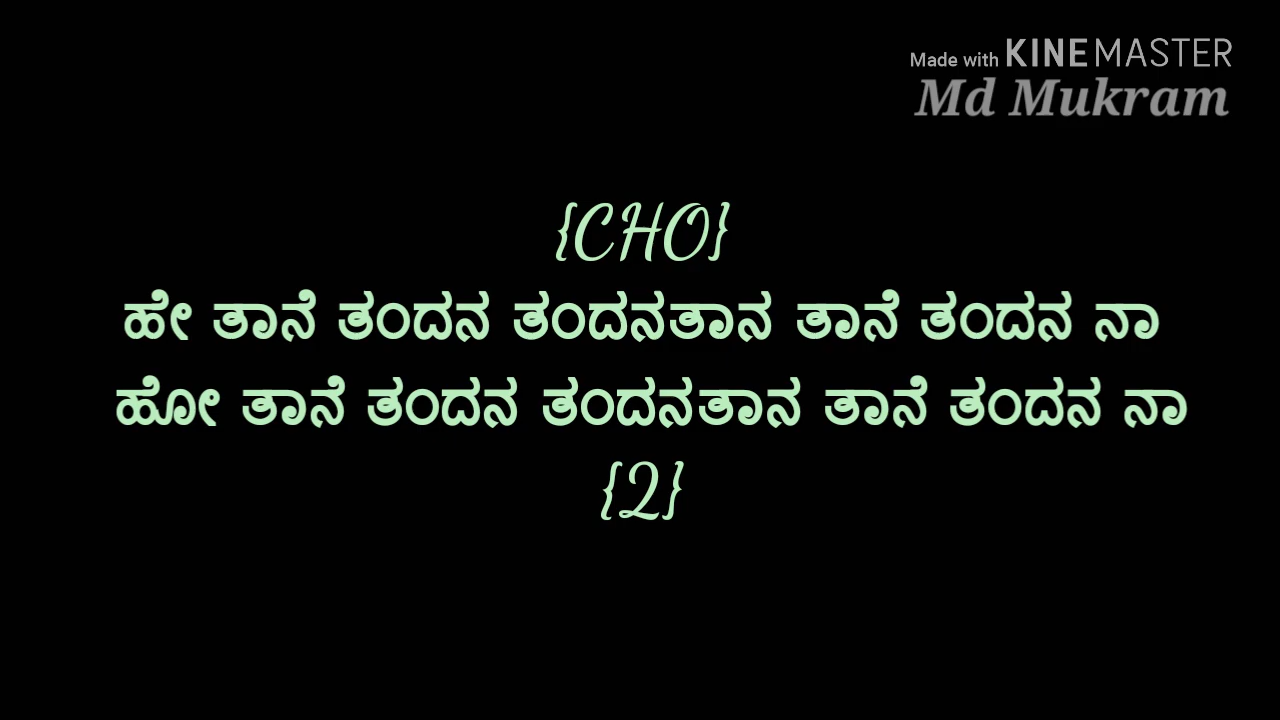 Made with KINEMASTER
Md Mukram
{CHO}
ಹೇ ತಾನೆ ತಂದನ ತಂದನತಾನ ತಾನೆ ತಂದನ ನಾ
ಹೋ ತಾನೆ ತಂದನ ತಂದನತಾನ ತಾನೆ ತಂದನ ನಾ
{2}